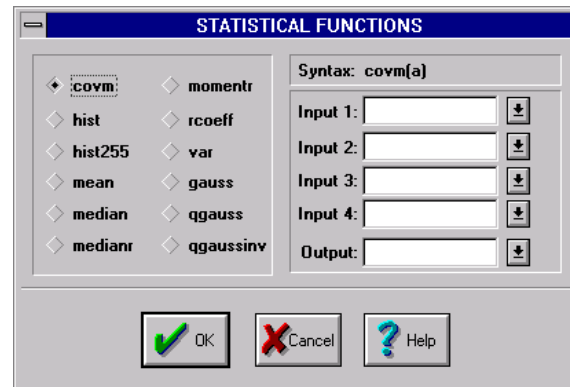 STATISTICAL FUNCTIONS
covm
hist
hist255
mean
median
medianr
momentr
rcoeff
var
gauss
qgauss
qgaussinv
Syntax: covm(a)
Input 1:
Input 2:
Input 3:
Input 4:
Output:
OK
Cancel
Help